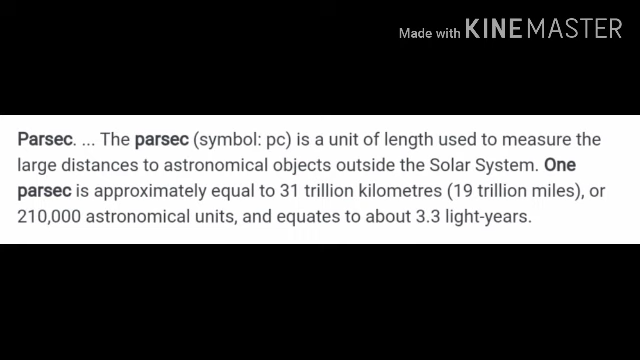 Made with KINEMASTER
Parsec. ... The parsec (symbol: pc) is a unit of length used to measure the
large distances to astronomical objects outside the Solar System. One
parsec is approximately equal to 31 trillion kilometres (19 trillion miles), or
210,000 astronomical units, and equates to about 3.3 light-years.